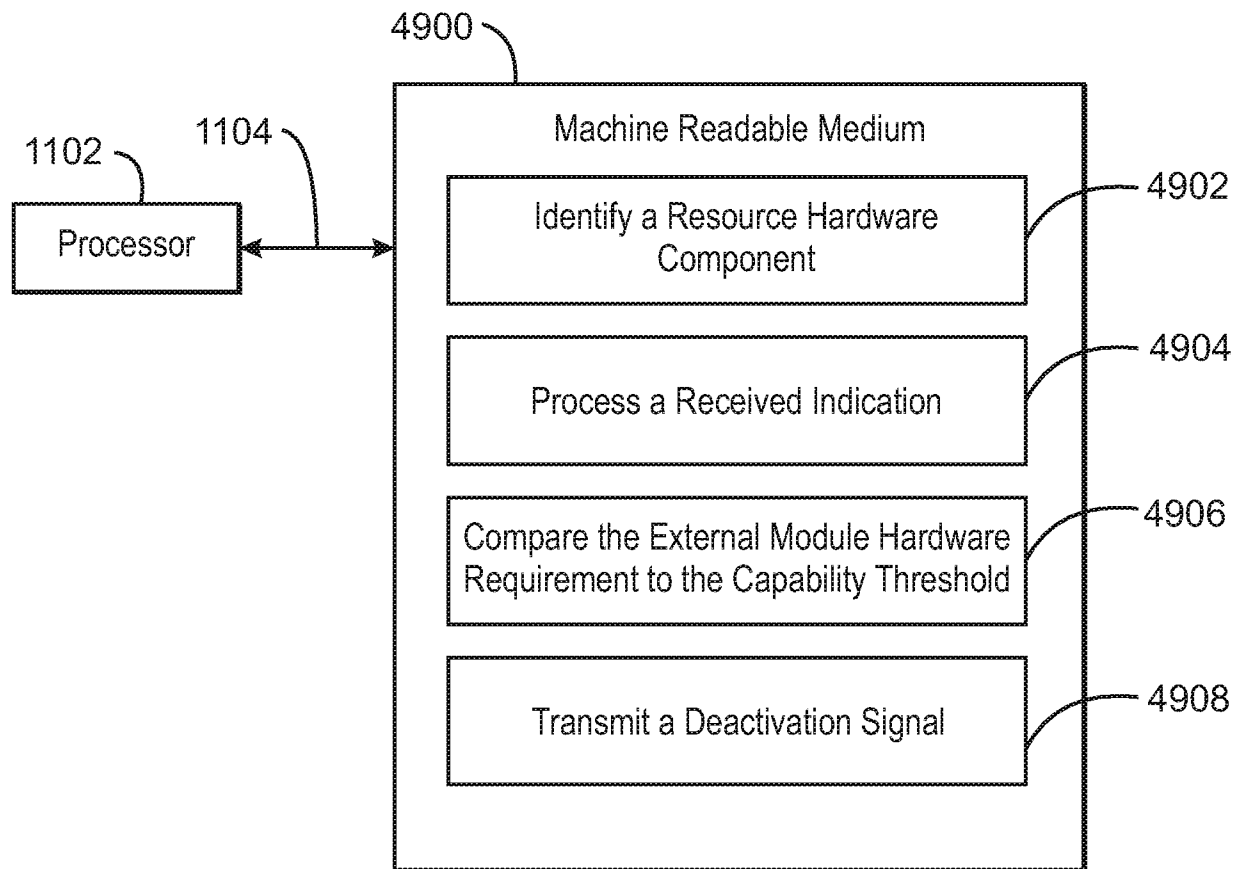 4900
1104
1102
Processor
Machine Readable Medium
Identify a Resource Hardware
Component
4902
Process a Received Indication
4904
Compare the External Module Hardware
Requirement to the Capability Threshold
4906
Transmit a Deactivation Signal
4908